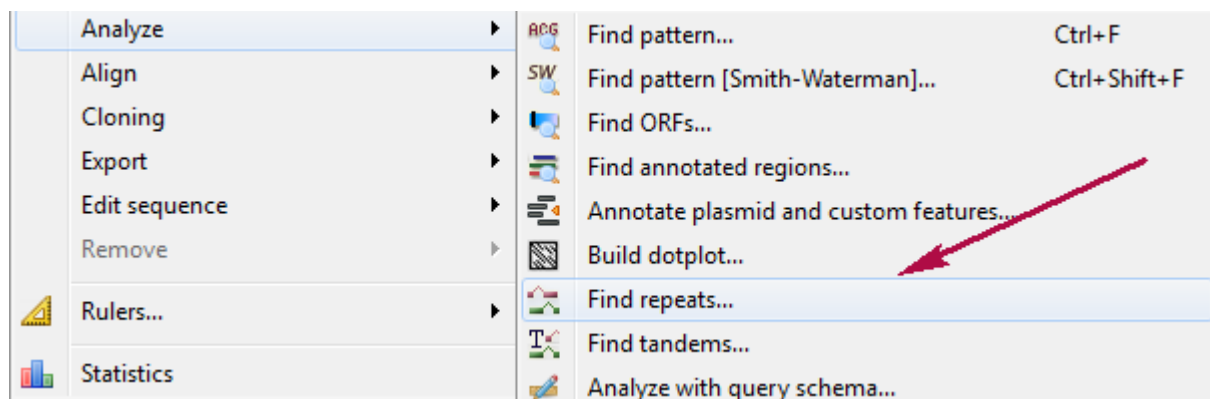 Analyze
Align
Cloning
Export
Edit sequence
Remove
Rulers...
Statistics
ACG Find pattern... Ctrl+F
SW Find pattern [Smith-Waterman]... Ctrl+Shift+F
Find ORFs...
Find annotated regions...
Annotate plasmid and custom features...
Build dotplot...
Find repeats...
T Find tandems...
Analyze with query schema...